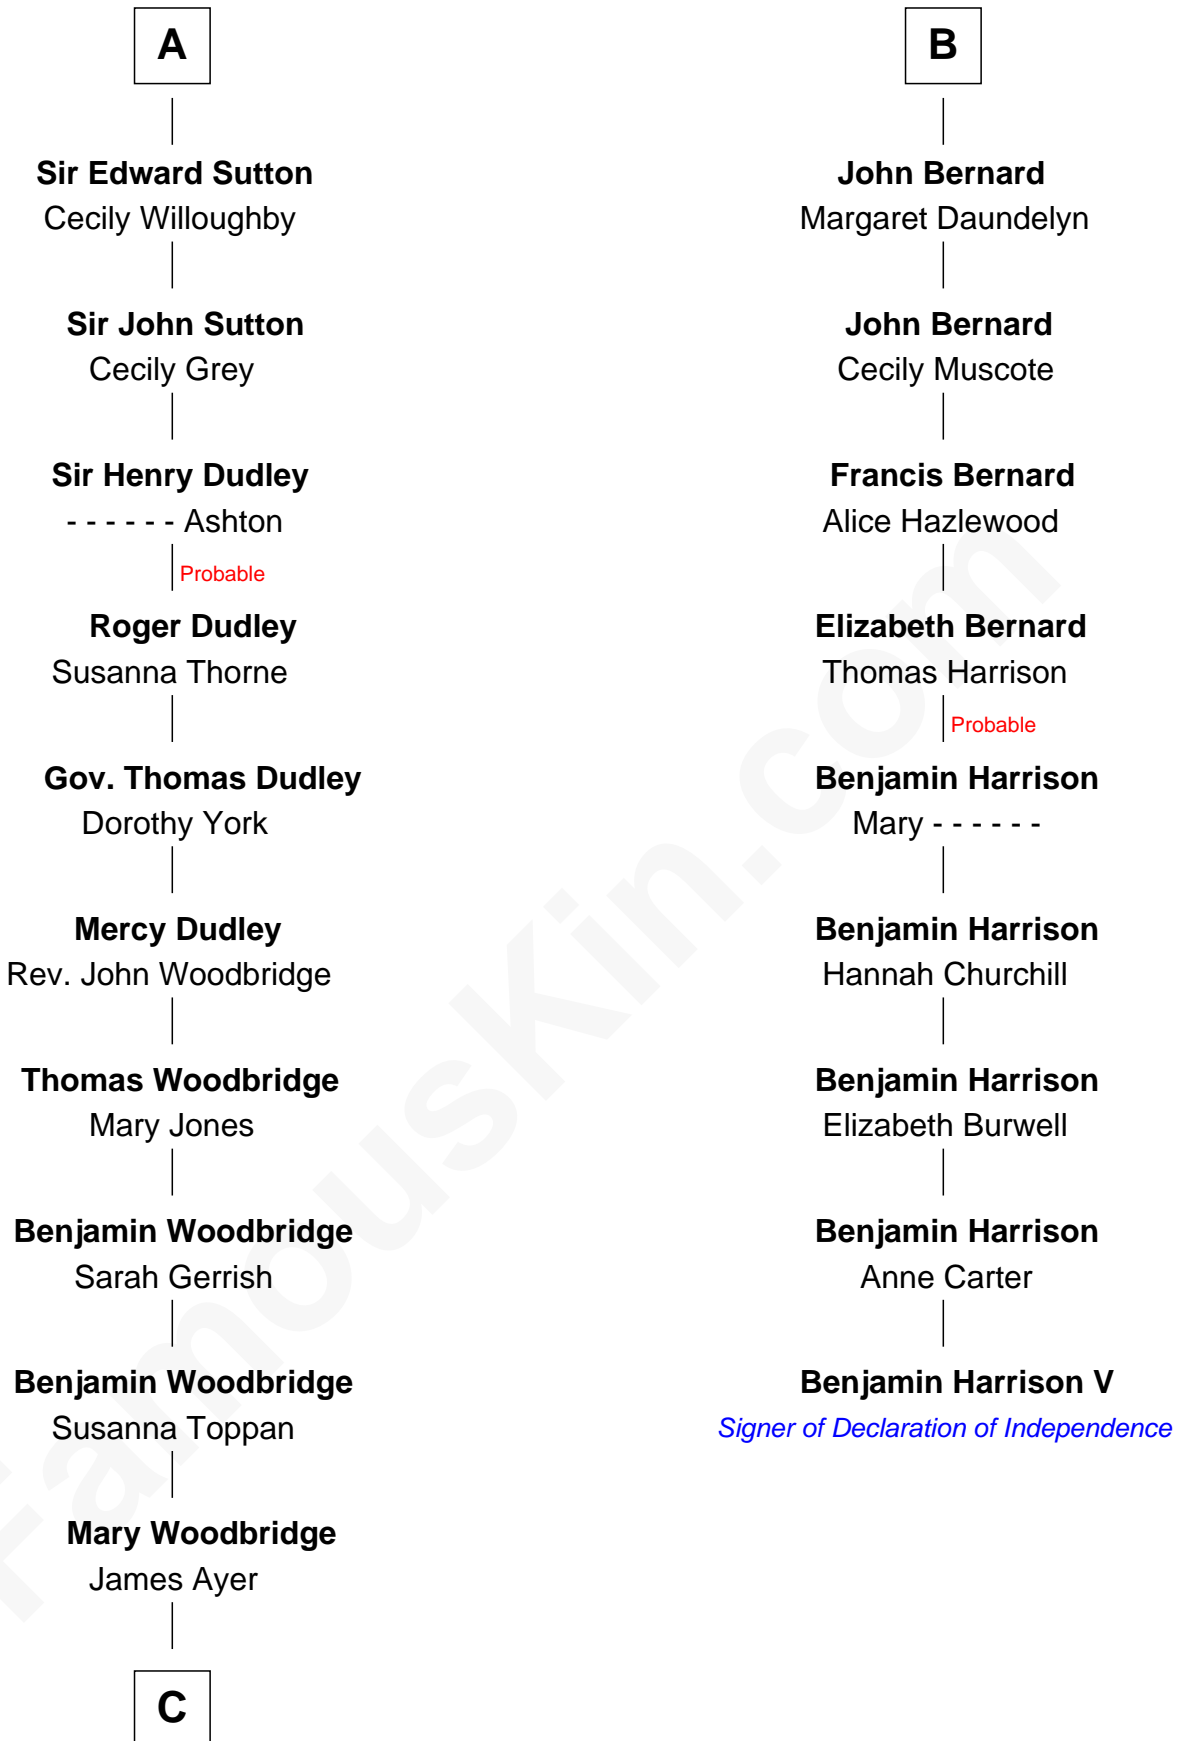 A
Sir Edward Sutton
Cecily Willoughby
Sir John Sutton
Cecily Grey
Sir Henry Dudley
- - - - - - Ashton
Probable
Roger Dudley
Susanna Thorne
Gov. Thomas Dudley
Dorothy York
Mercy Dudley
Rev. John Woodbridge
Thomas Woodbridge
Mary Jones
Benjamin Woodbridge
Sarah Gerrish
Benjamin Woodbridge
Susanna Toppan
Mary Woodbridge
James Ayer
C
B
John Bernard
Margaret Daundelyn
John Bernard
Cecily Muscote
Francis Bernard
Alice Hazlewood
Elizabeth Bernard
Thomas Harrison
Probable
Benjamin Harrison
Mary - - - - - -
Benjamin Harrison
Hannah Churchill
Benjamin Harrison
Elizabeth Burwell
Benjamin Harrison
Anne Carter
Benjamin Harrison V
Signer of Declaration of Independence
FamousKin.com